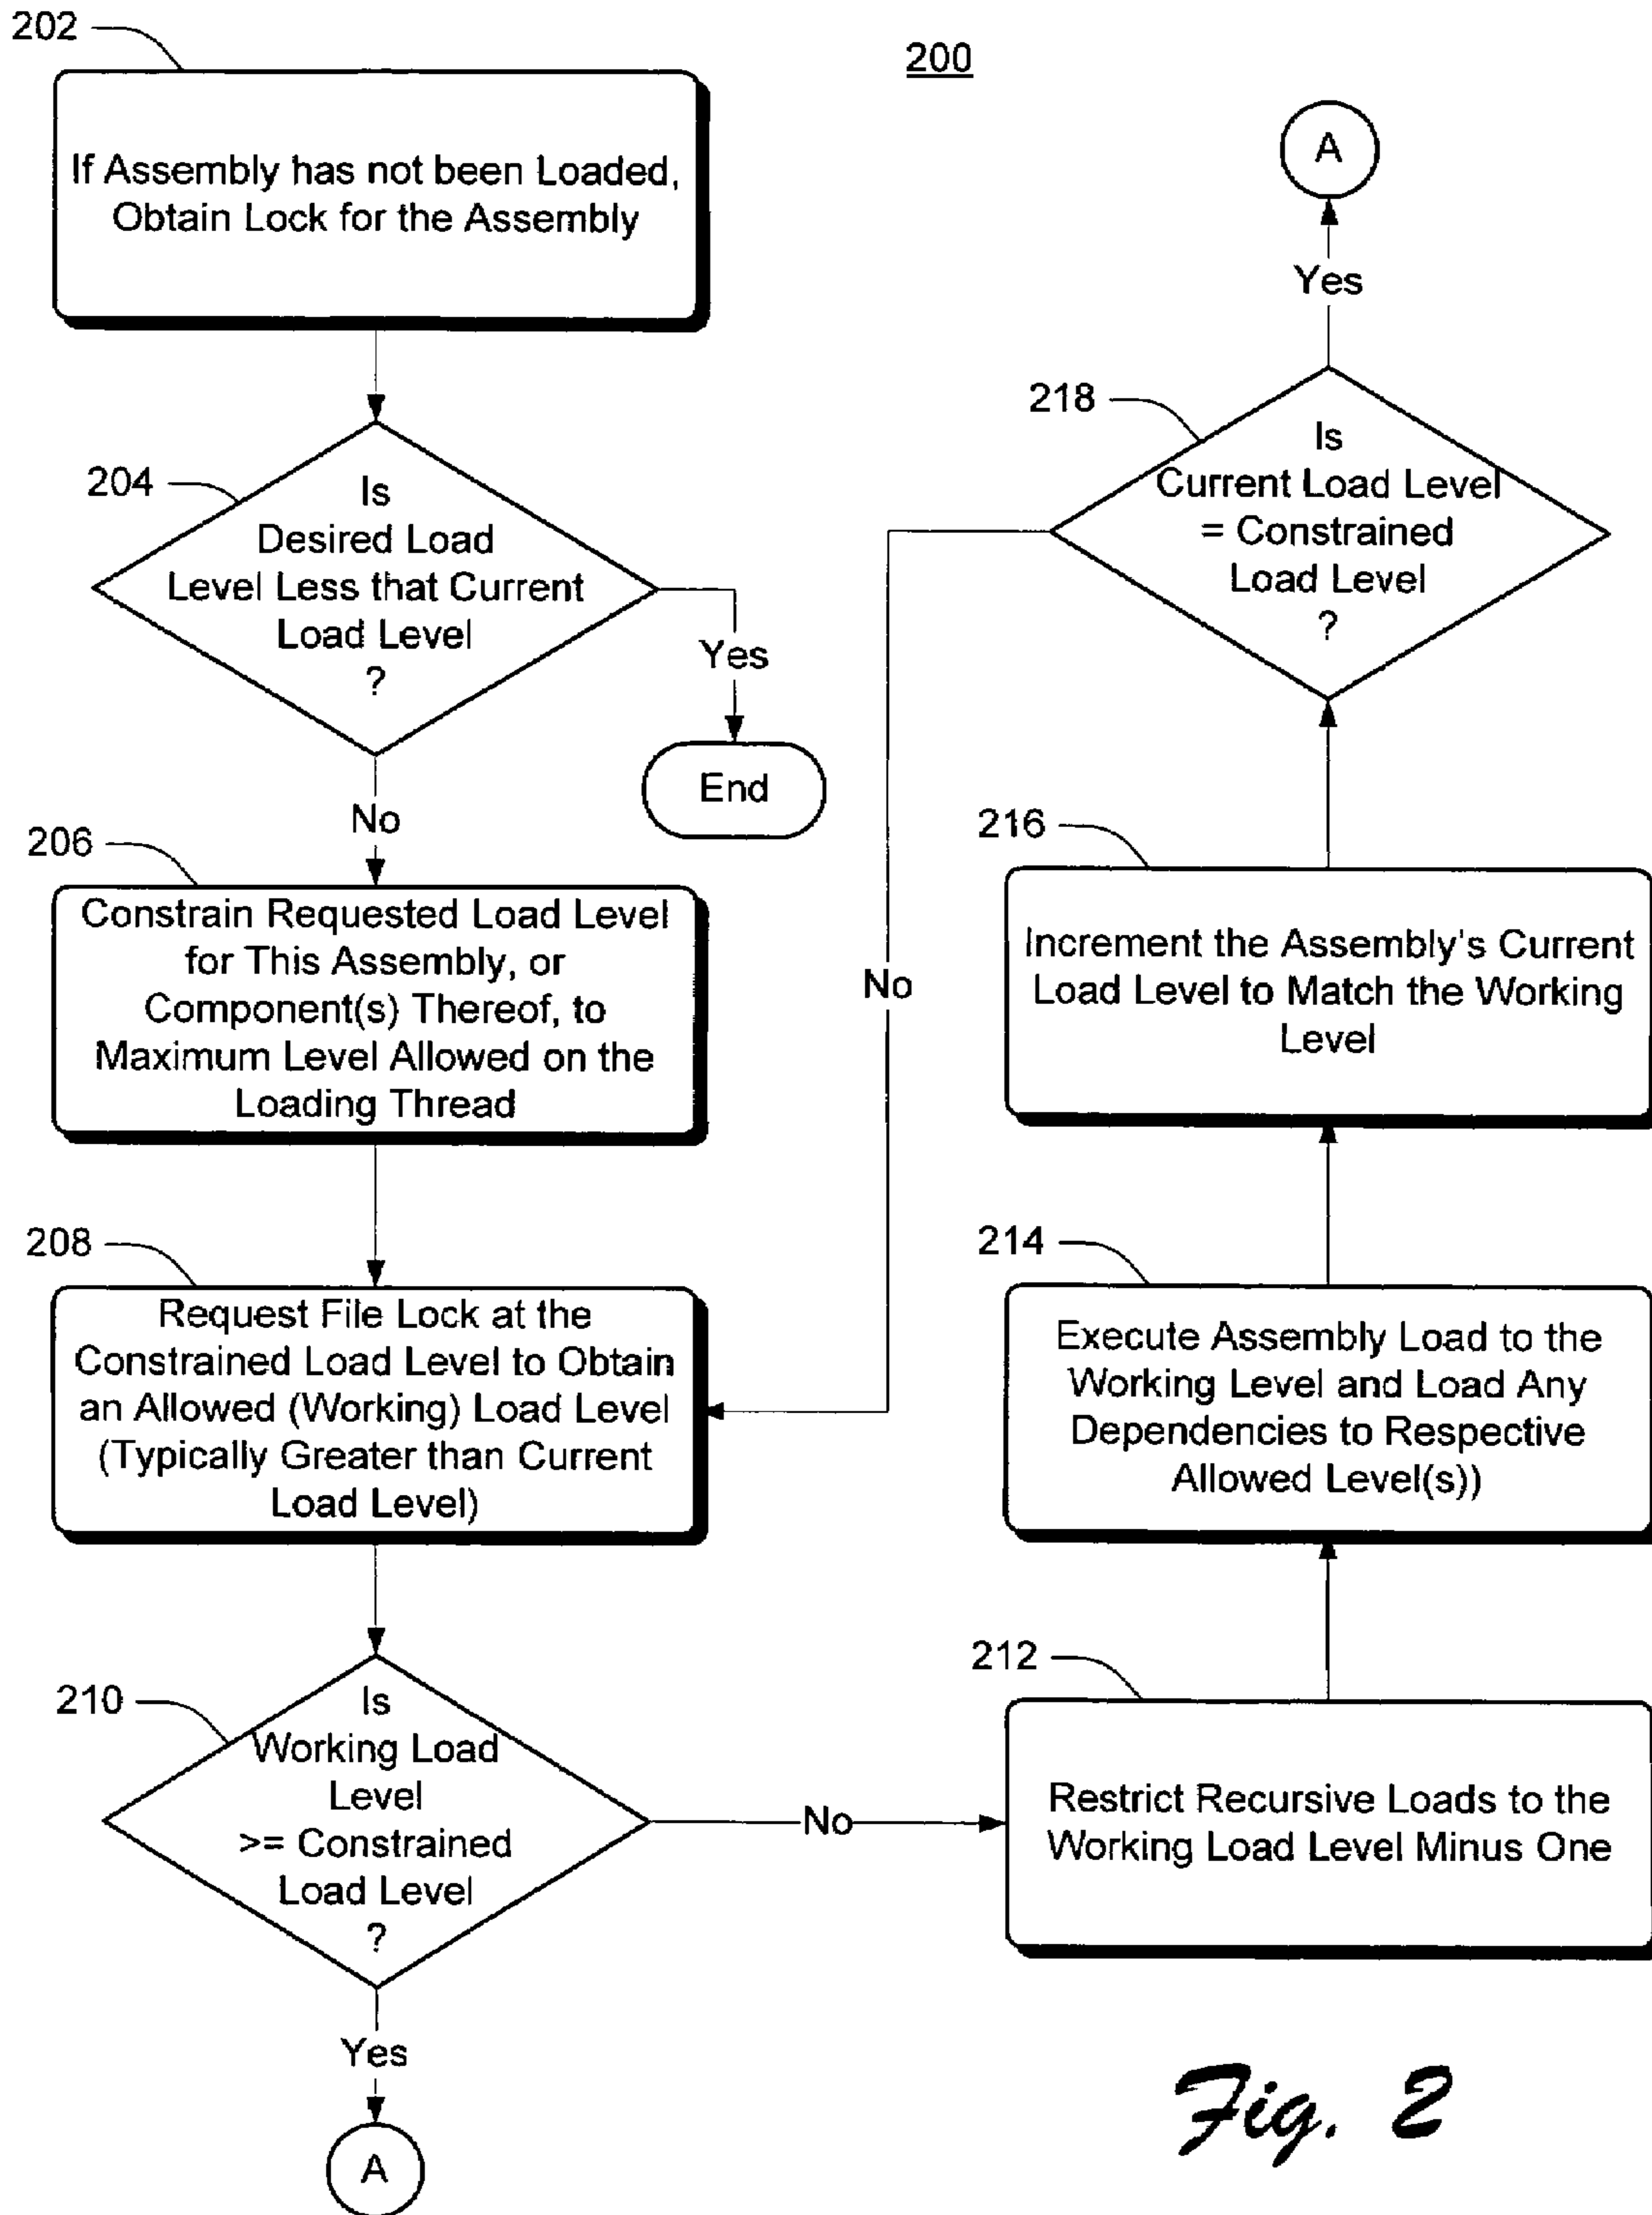 200
202
If Assembly has not been Loaded,
Obtain Lock for the Assembly
204
Is
Desired Load
Level Less that Current
Load Level
?
Yes
End
No
206
Constrain Requested Load Level
for This Assembly, or
Component(s) Thereof, to
Maximum Level Allowed on the
Loading Thread
208
Request File Lock at the
Constrained Load Level to Obtain
an Allowed (Working) Load Level
(Typically Greater than Current
Load Level)
210
Is
Working Load
Level
>= Constrained
Load Level
?
Yes
A
No
212
Restrict Recursive Loads to the
Working Load Level Minus One
214
Execute Assembly Load to the
Working Level and Load Any
Dependencies to Respective
Allowed Level(s))
216
Increment the Assembly's Current
Load Level to Match the Working
Level
218
Is
Current Load Level
= Constrained
Load Level
?
No
Yes
A
Fig. 2